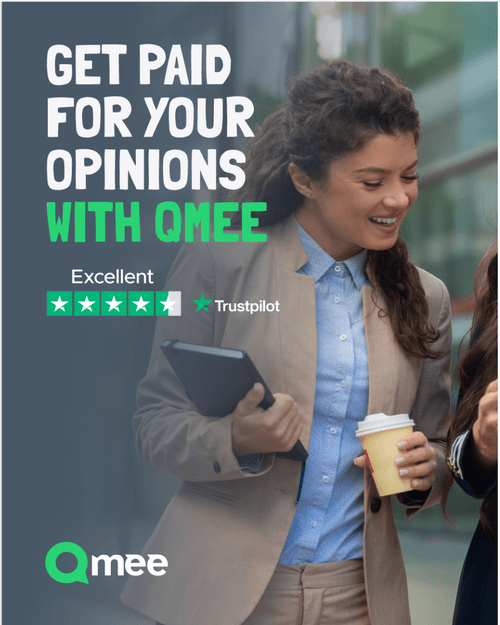 GET PAID
FOR YOUR
OPINIONS
WITH QMEE
Excellent
Trustpilot
Qmee